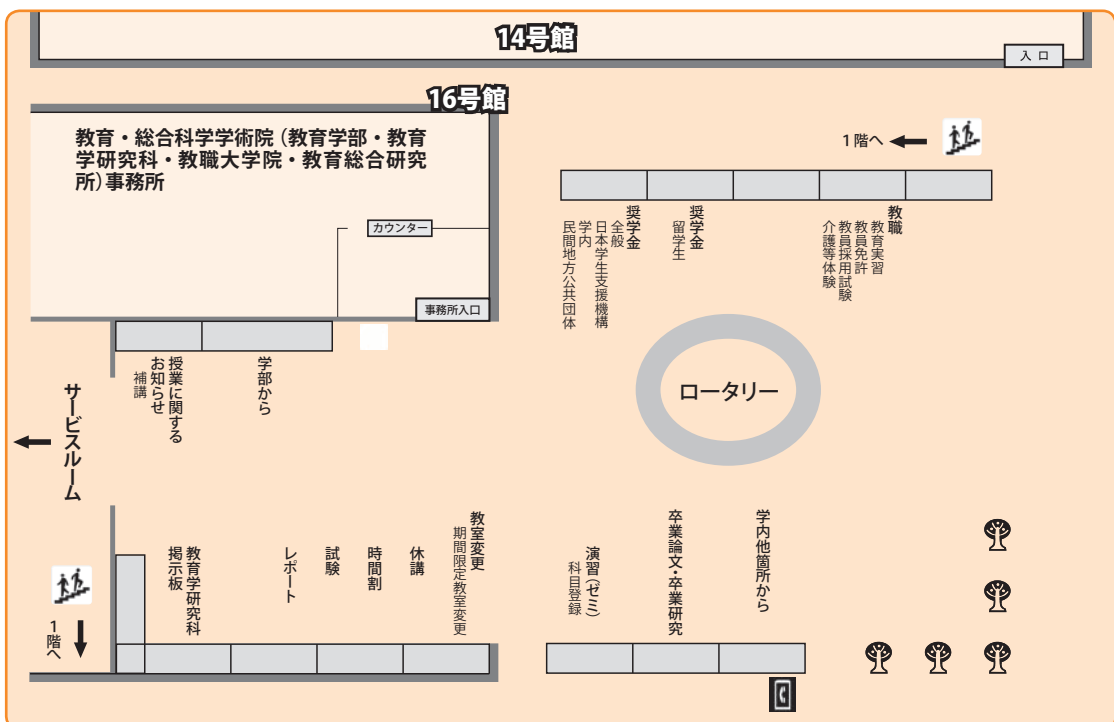 14号館
入 口
16号館
教育・総合科学学術院（教育学部・教育
学研究科・教職大学院・教育総合研究
所）事務所
カウンター
事務所入口
1階へ
奨学金
全般
日本学生支援機構
学内
民間地方公共団体
奨学金
留学生
教職
教育実習
教員免許
教員採用試験
介護等体験
授業に関する
お知らせ
補講
学部から
サービスルーム
ロータリー
1階へ
教育学研究科
掲示板
レポート
試験
時間割
休講
教室変更
期間限定教室変更
演習（ゼミ）
科目登録
卒業論文・卒業研究
学内他箇所から